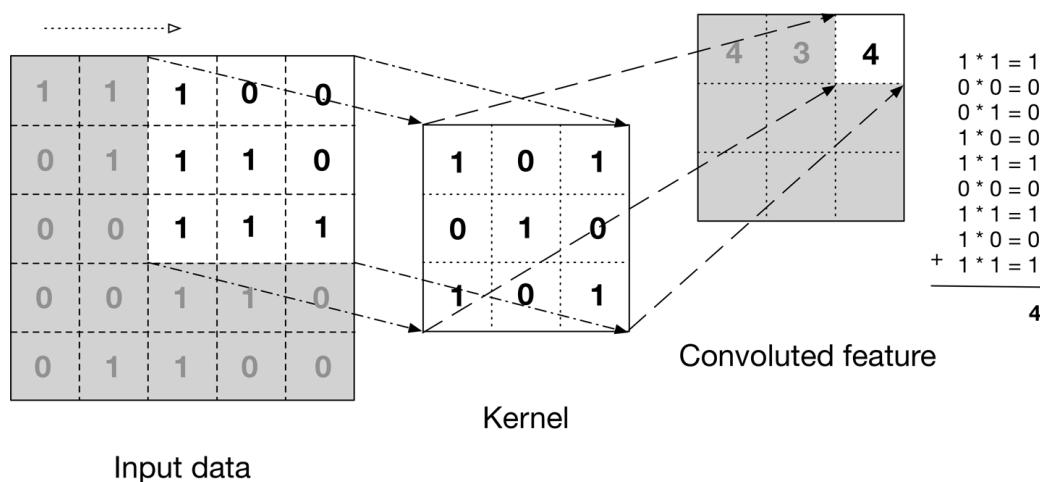 1 1 1 0 0
0 1 1 1 0
0 0 1 1 1
0 0 1 1 0
0 1 1 0 0
Input data
1 0 1
0 1 0
1 0 1
Kernel
4 3 4
Convoluted feature
1 * 1 = 1
0 * 0 = 0
0 * 1 = 0
1 * 0 = 0
1 * 1 = 1
0 * 0 = 0
1 * 1 = 1
1 * 0 = 0
+ 1 * 1 = 1
4